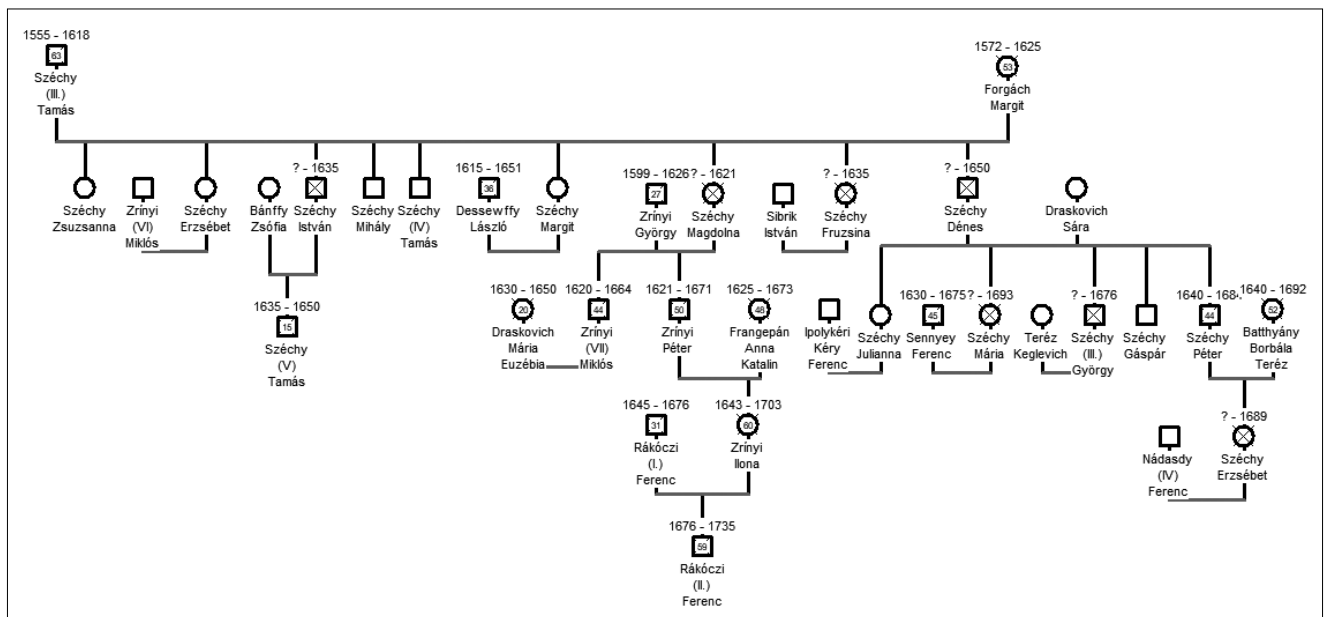 1555 - 1618
63
Széchy
(III.)
Tamás
1572 - 1625
53
Forgách
Margit
Széchy
Zsuzsanna
Zrínyi
(VI)
Miklós
Széchy
Erzsébet
Bánffy
Zsófia
? - 1635
Széchy
István
Széchy
Mihály
Széchy
(IV)
Tamás
1615 - 1651
36
Dessewffy
László
Széchy
Margit
1599 - 1626
27
Zrínyi
György
? - 1621
Széchy
Magdolna
Sibrik
István
? - 1635
Széchy
Fruzsina
? - 1650
Széchy
Dénes
Draskovich
Sára
1635 - 1650
15
Széchy
(V)
Tamás
1630 - 1650
20
Draskovich
Mária
Euzébia
1620 - 1664
44
Zrínyi
(VII)
Miklós
1621 - 1671
50
Zrínyi
Péter
1625 - 1673
48
Frangepán
Anna
Katalin
Ipolykéri
Kéry
Ferenc
Széchy
Julianna
1630 - 1675
45
Sennyey
Ferenc
? - 1693
Széchy
Mária
Teréz
Keglevich
? - 1676
Széchy
(III.)
György
Széchy
Gáspár
1640 - 168
44
Széchy
Péter
1640 - 1692
52
Batthyány
Borbála
Teréz
1645 - 1676
31
Rákóczi
(I.)
Ferenc
1643 - 1703
60
Zrínyi
Ilona
Nádasdy
(IV)
Ferenc
? - 1689
Széchy
Erzsébet
1676 - 1735
59
Rákóczi
(II.)
Ferenc